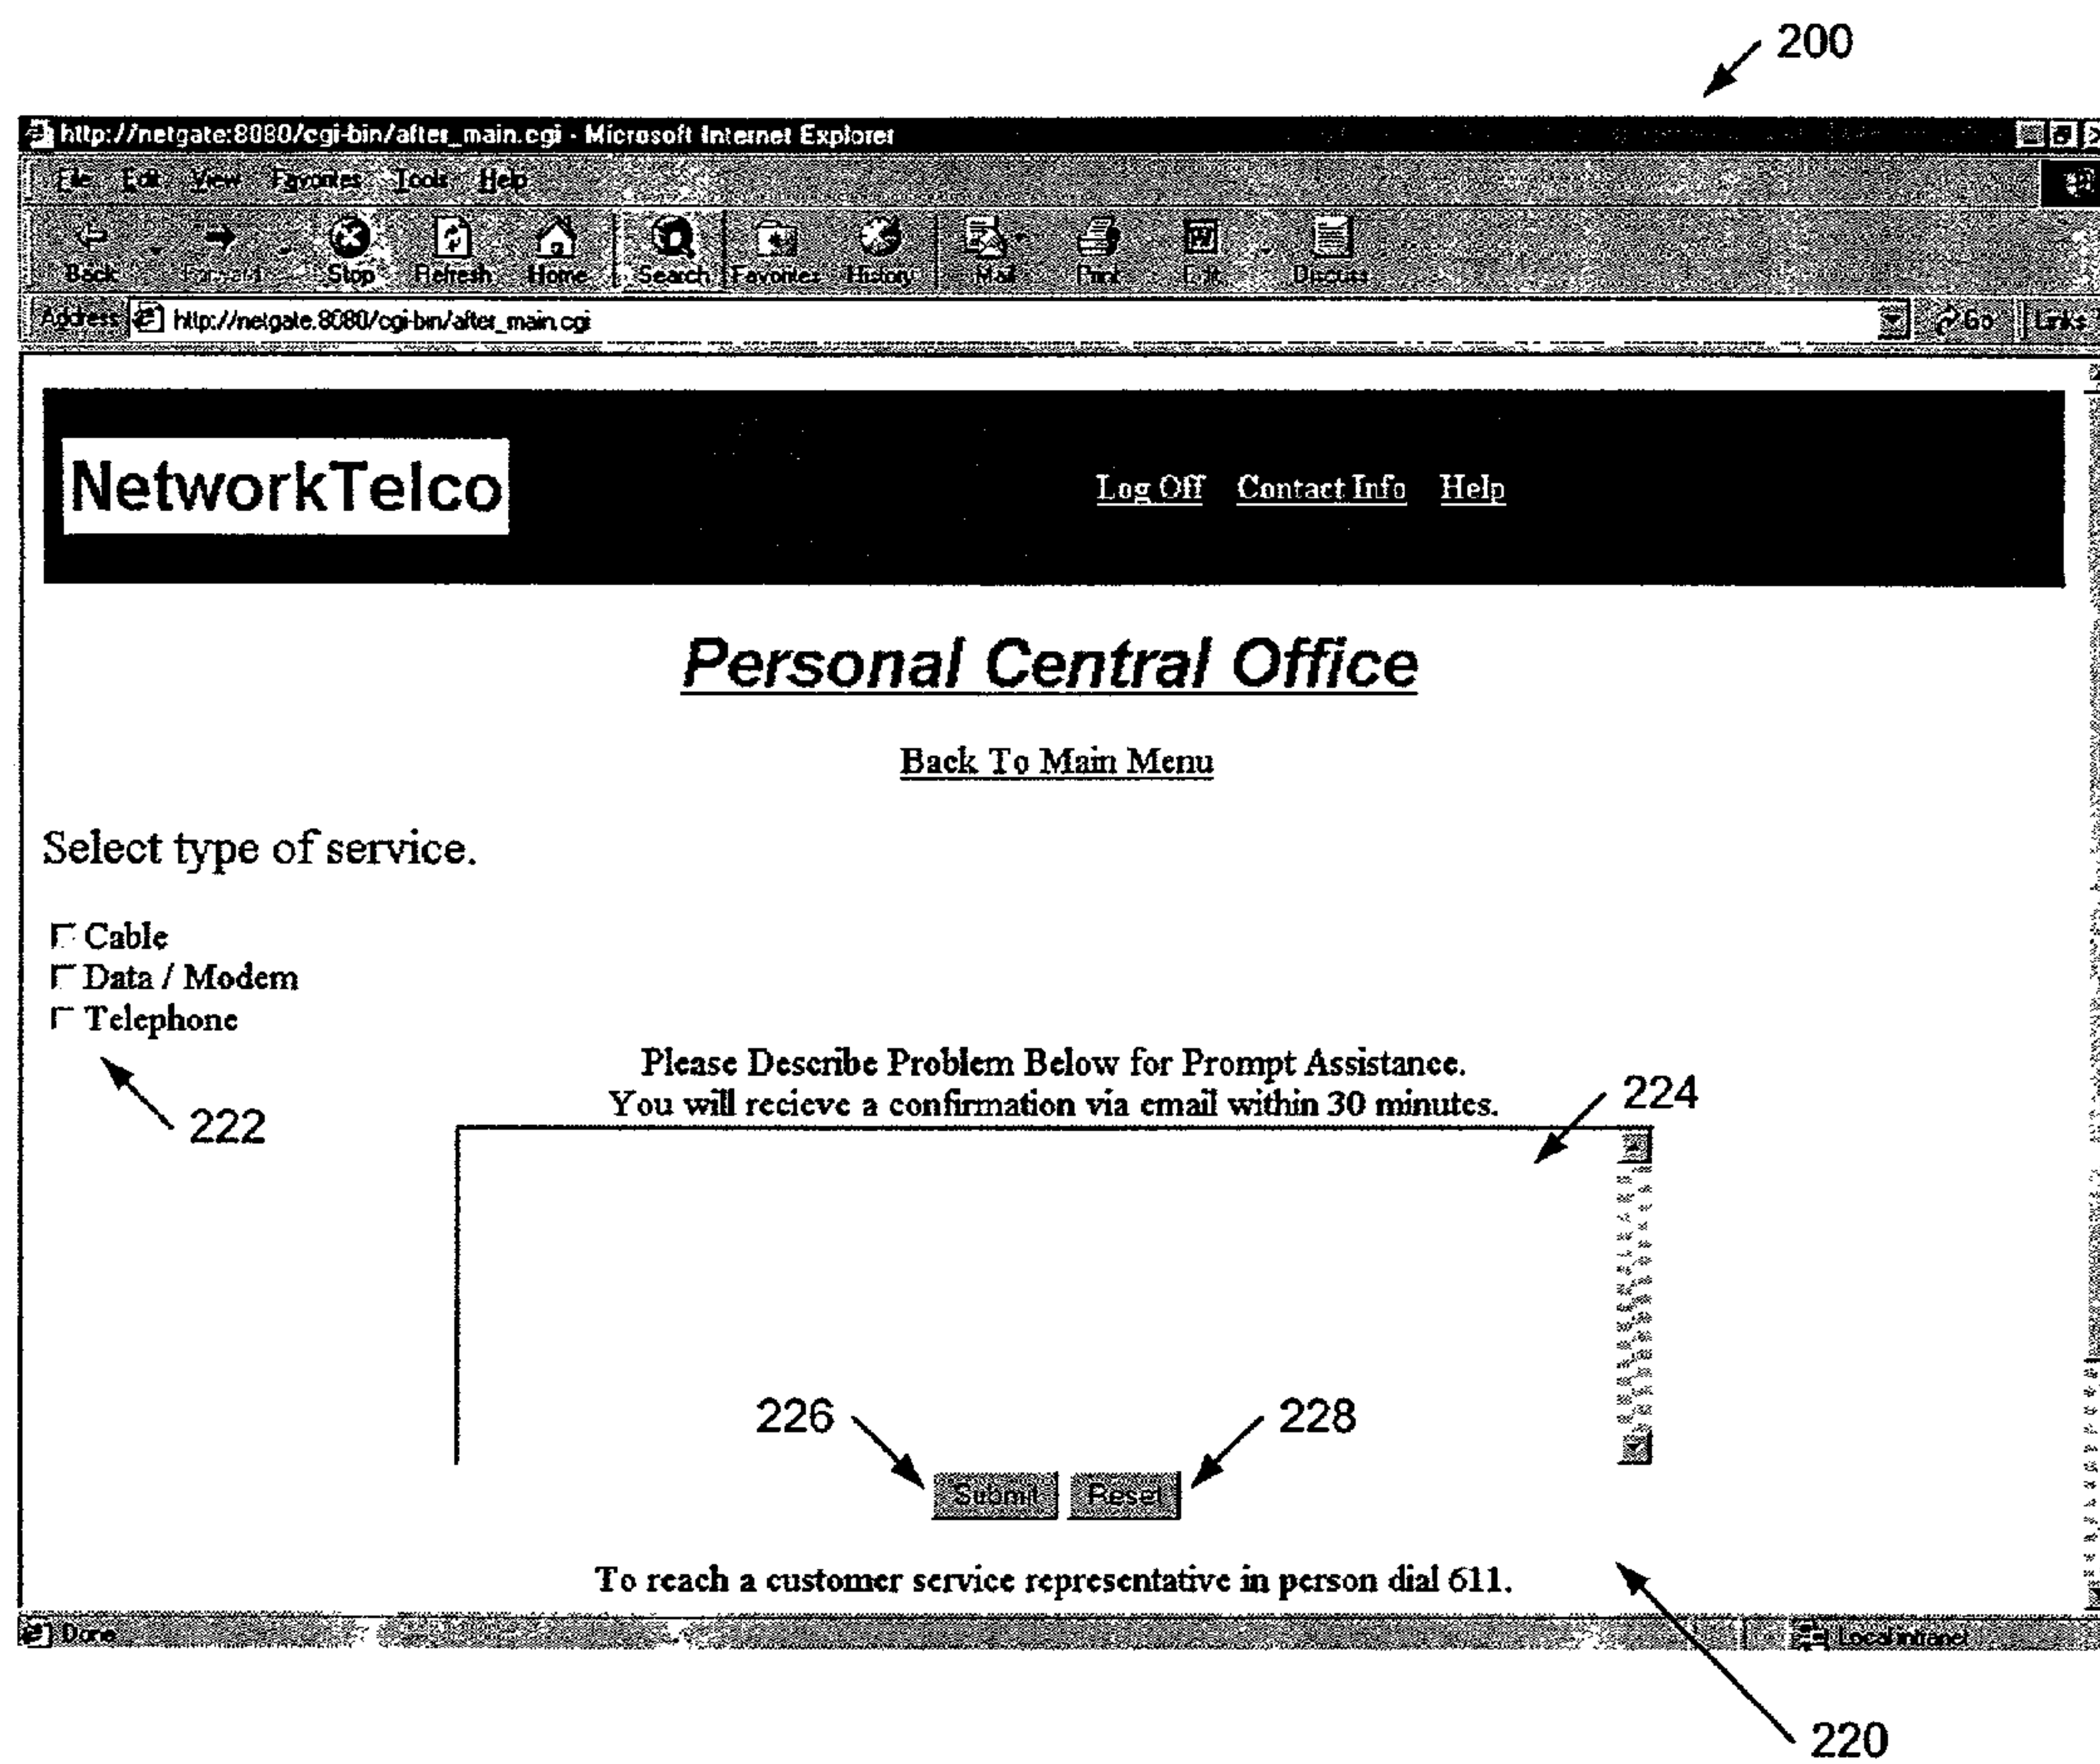 200
http://netgate:8080/cgi-bin/after_main.cgi - Microsoft Internet Explorer
File Edit View Favorites Tools Help
Back Forward Stop Refresh Home Search Favorites History Mail Print Edit Discuss
Address http://netgate:8080/cgi-bin/after_main.cgi Go Links
NetworkTelco
Log Off Contact Info Help
Personal Central Office
Back To Main Menu
Select type of service.
Cable
Data / Modem
Telephone
222
Please Describe Problem Below for Prompt Assistance.
You will recieve a confirmation via email within 30 minutes.
224
226
228
Submit Reset
To reach a customer service representative in person dial 611.
Done Local intranet
220